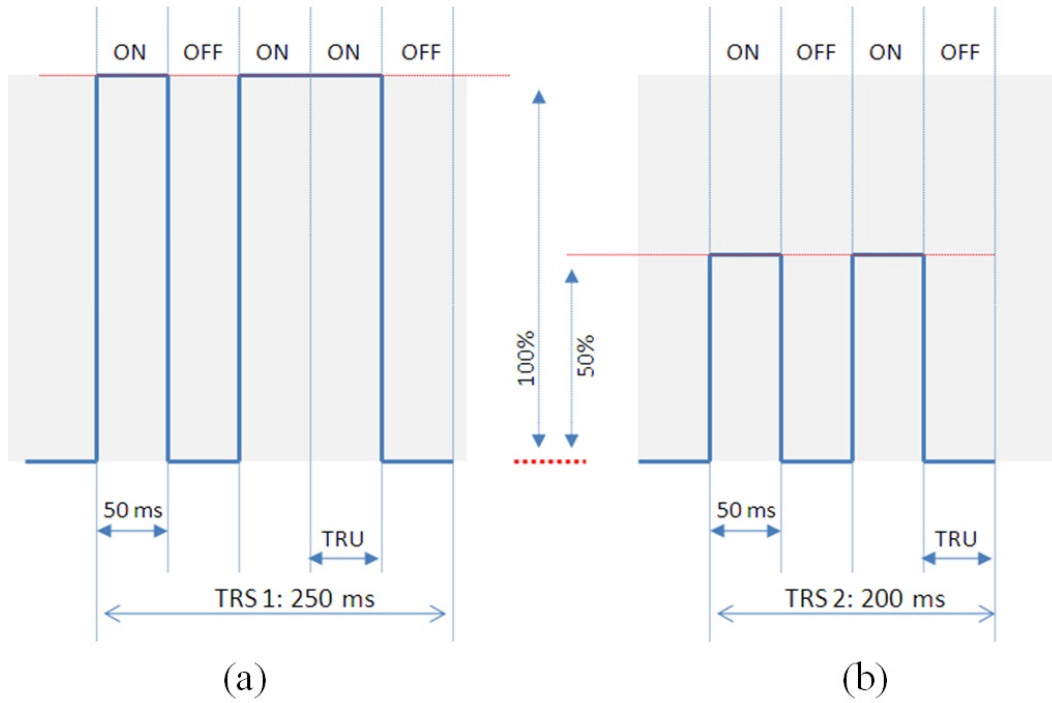 ON OFF ON ON OFF
ON OFF ON OFF
100%
50%
50 ms
TRU
TRS 1: 250 ms
50 ms
TRU
TRS 2: 200 ms
(a)
(b)